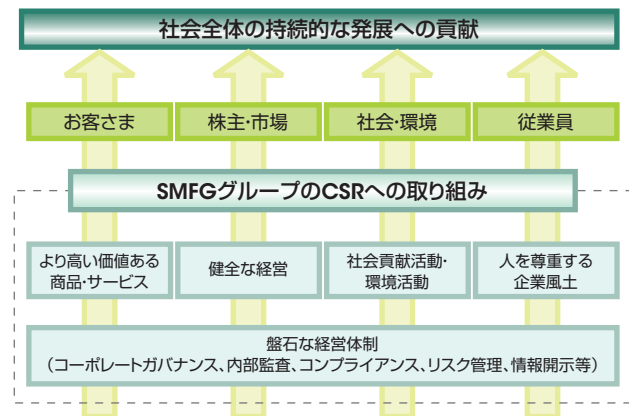 社会全体の持続的な発展への貢献
お客さま
株主・市場
社会・環境
従業員
SMFGグループのCSRへの取り組み
より高い価値ある
商品・サービス
健全な経営
社会貢献活動・
環境活動
人を尊重する
企業風土
盤石な経営体制
（コーポレートガバナンス、内部監査、コンプライアンス、リスク管理、情報開示等）